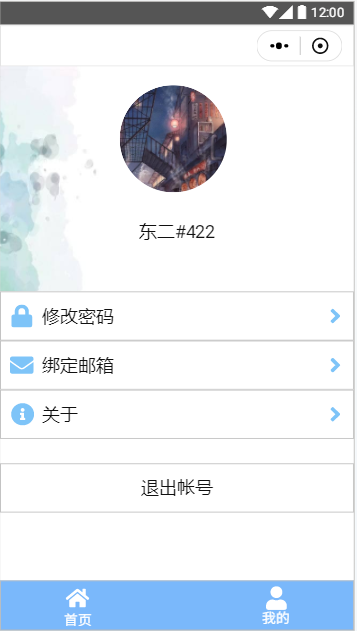 12:00
东二#422
修改密码
绑定邮箱
关于
退出帐号
首页
我的